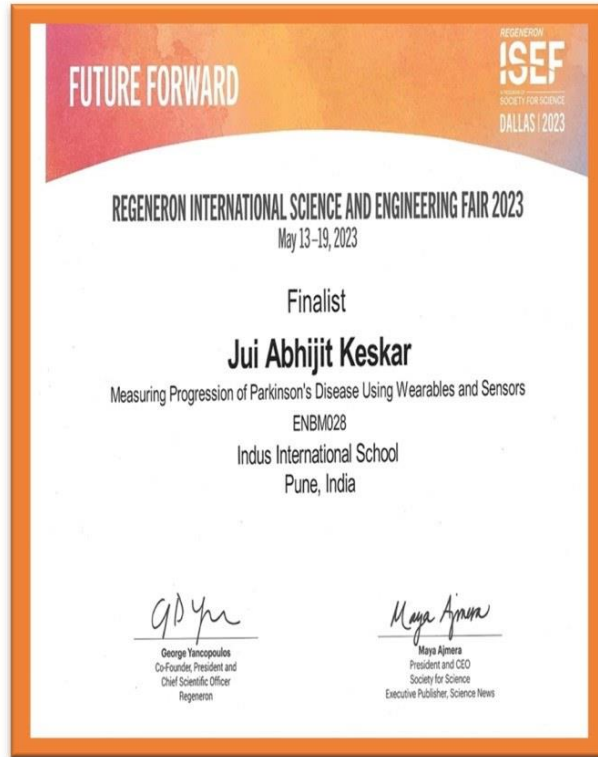 FUTURE FORWARD
REGENERON
ISEF
SOCIETY FOR SCIENCE
DALLAS | 2023
REGENERON INTERNATIONAL SCIENCE AND ENGINEERING FAIR 2023
May 13–19, 2023
Finalist
Jui Abhijit Keskar
Measuring Progression of Parkinson's Disease Using Wearables and Sensors
ENBM028
Indus International School
Pune, India
George Yancopoulos
Co-Founder, President and
Chief Scientific Officer
Regeneron
Maya Ajmera
Maya Ajmera
President and CEO
Society for Science
Executive Publisher, Science News